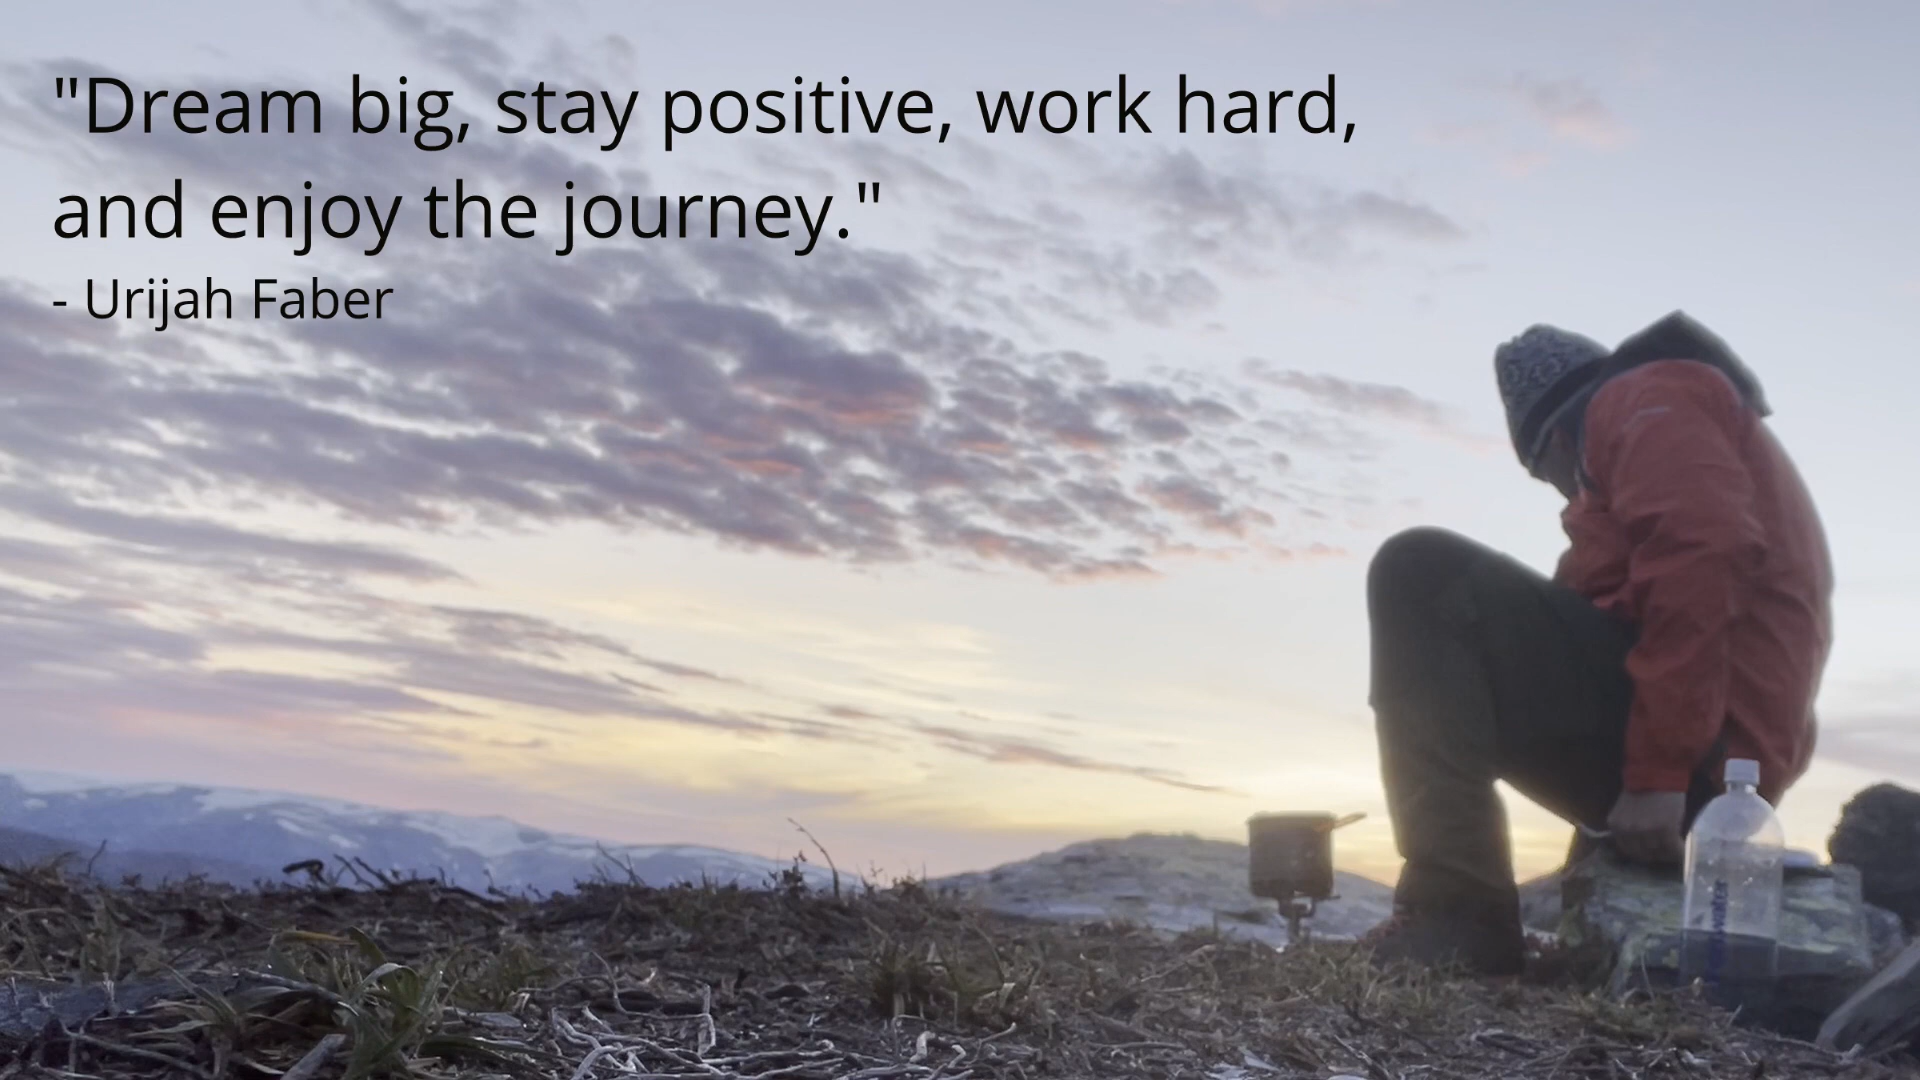 "Dream big, stay positive, work hard,
and enjoy the journey."
- Urijah Faber